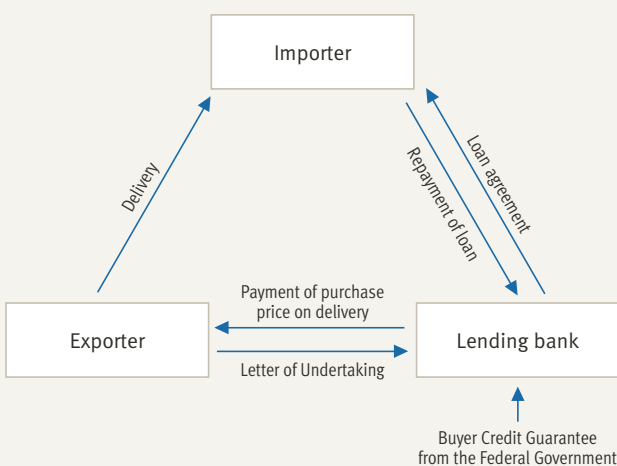 Importer
Delivery
Repayment of loan
Loan agreement
Payment of purchase
price on delivery
Exporter
Lending bank
Letter of Undertaking
Buyer Credit Guarantee
from the Federal Government